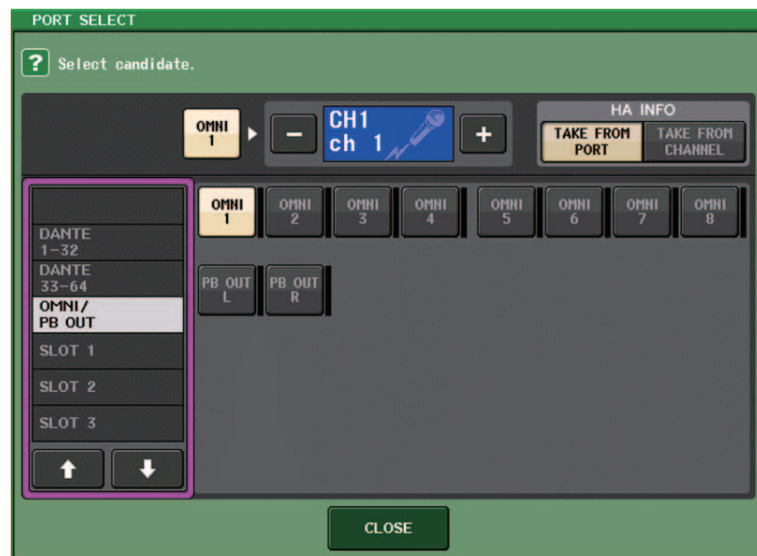 PORT SELECT
? Select candidate.
OMNI
1
−
CH1
ch 1
+
HA INFO
TAKE FROM
PORT
TAKE FROM
CHANNEL
DANTE
1-32
DANTE
33-64
OMNI/
PB OUT
SLOT 1
SLOT 2
SLOT 3
OMNI
1
OMNI
2
OMNI
3
OMNI
4
OMNI
5
OMNI
6
OMNI
7
OMNI
8
PB OUT
L
PB OUT
R
CLOSE